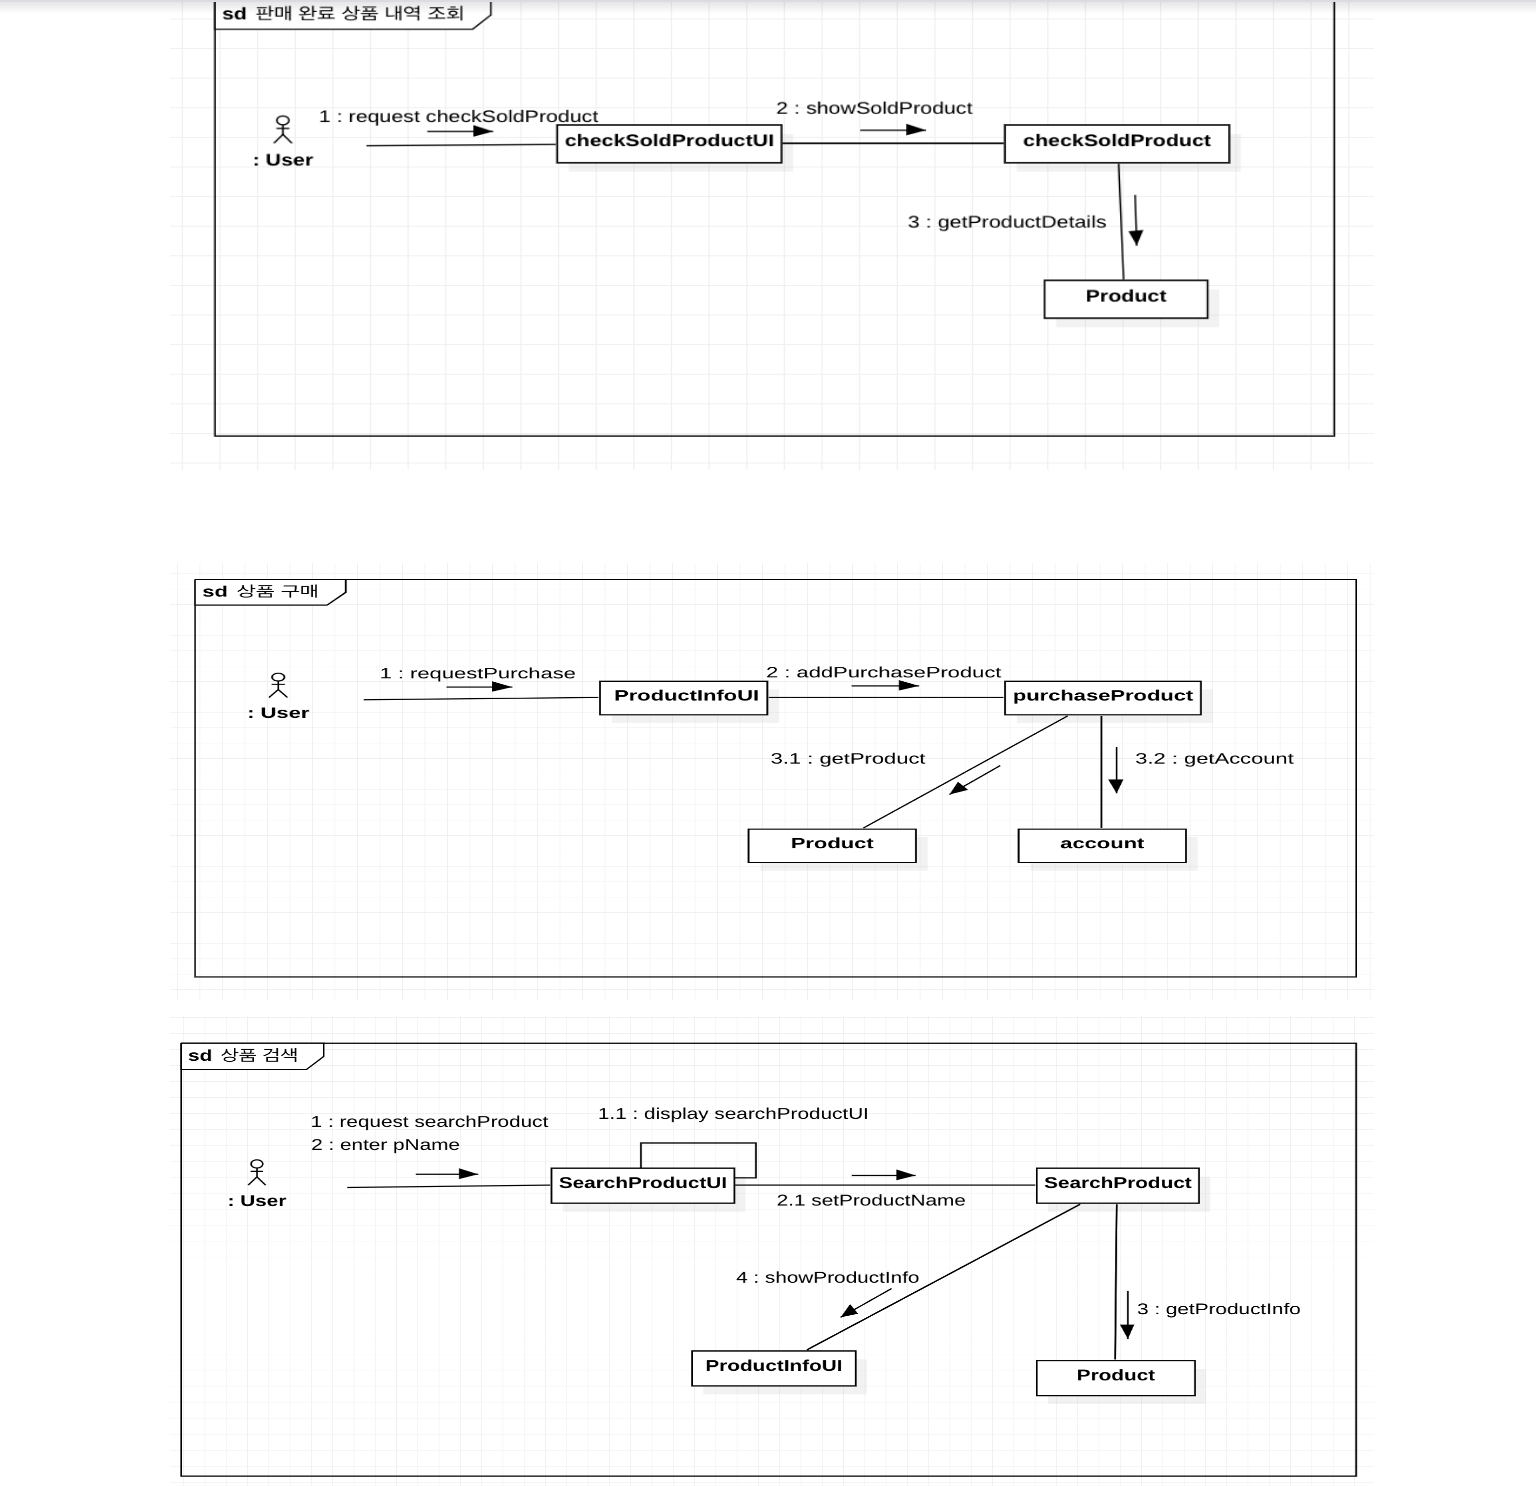 sd 판매 완료 상품 내역 조회
1 : request checkSoldProduct
2 : showSoldProduct
: User
checkSoldProductUI
checkSoldProduct
3 : getProductDetails
Product
sd 상품 구매
1 : requestPurchase
2 : addPurchaseProduct
: User
ProductInfoUI
purchaseProduct
3.1 : getProduct
3.2 : getAccount
Product
account
sd 상품 검색
1 : request searchProduct
2 : enter pName
1.1 : display searchProductUI
: User
SearchProductUI
SearchProduct
2.1 setProductName
4 : showProductInfo
3 : getProductInfo
ProductInfoUI
Product